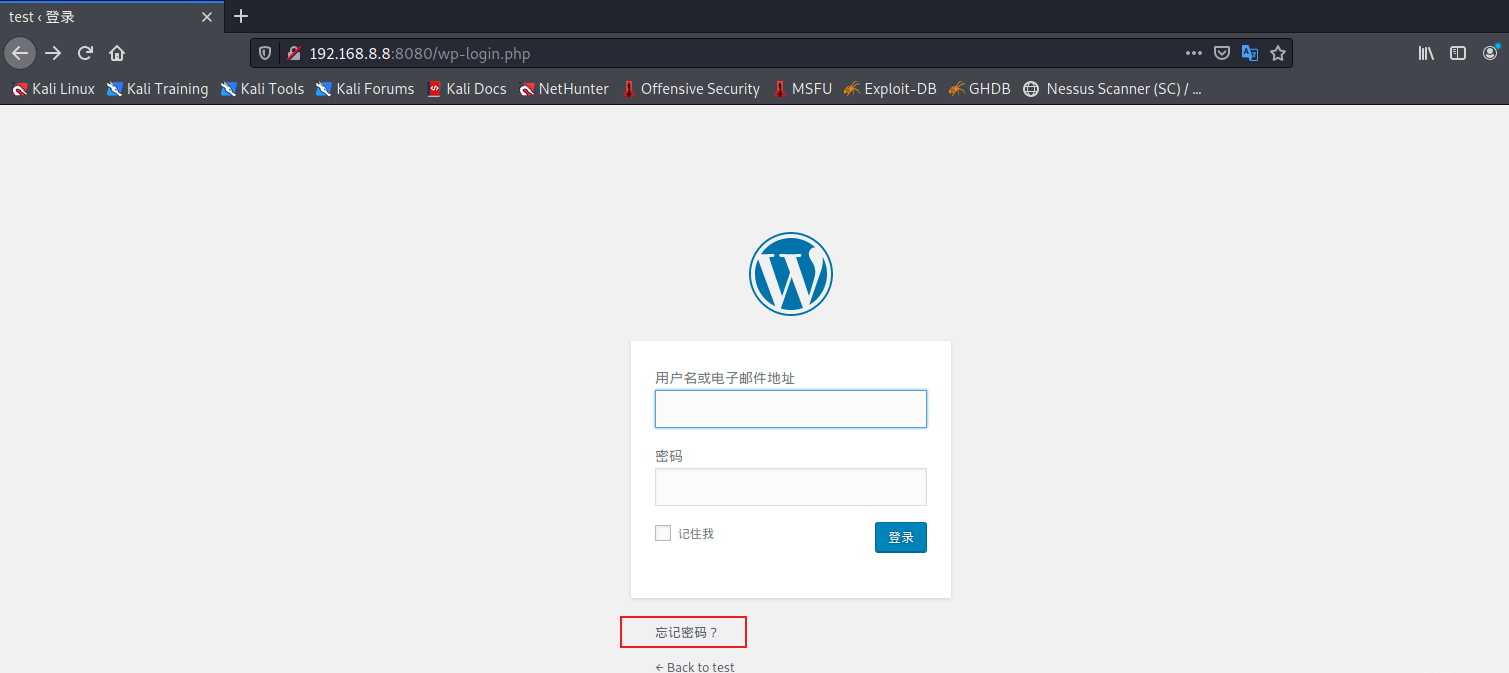 test ‹ 登录
192.168.8.8:8080/wp-login.php
Kali Linux Kali Training Kali Tools Kali Forums Kali Docs NetHunter Offensive Security MSFU Exploit-DB GHDB Nessus Scanner (SC) / ...
用户名或电子邮件地址
密码
记住我 登录
忘记密码？
← Back to test